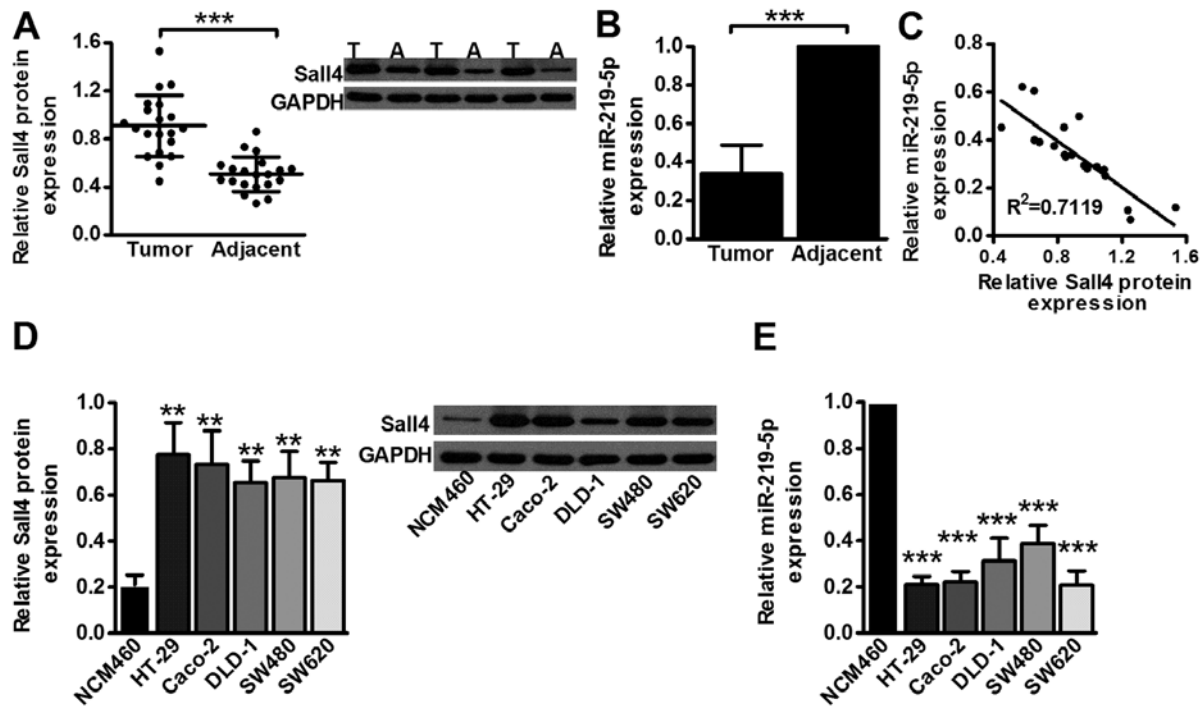 A
Relative Sall4 protein
expression
1.6
1.2
0.8
0.4
0.0
***
Tumor Adjacent
T A T A T A
Sall4
GAPDH
B
Relative miR-219-5p
expression
1.0
0.8
0.6
0.4
0.2
0.0
***
Tumor Adjacent
C
Relative miR-219-5p
expression
0.8
0.6
0.4
0.2
0.0
R²=0.7119
0.4 0.8 1.2 1.6
Relative Sall4 protein
expression
D
Relative Sall4 protein
expression
1.0
0.8
0.6
0.4
0.2
0.0
** ** ** ** **
NCM460 HT-29 Caco-2 DLD-1 SW480 SW620
Sall4
GAPDH
NCM460 HT-29 Caco-2 DLD-1 SW480 SW620
E
Relative miR-219-5p
expression
1.0
0.8
0.6
0.4
0.2
0.0
*** *** *** *** ***
NCM460 HT-29 Caco-2 DLD-1 SW480 SW620